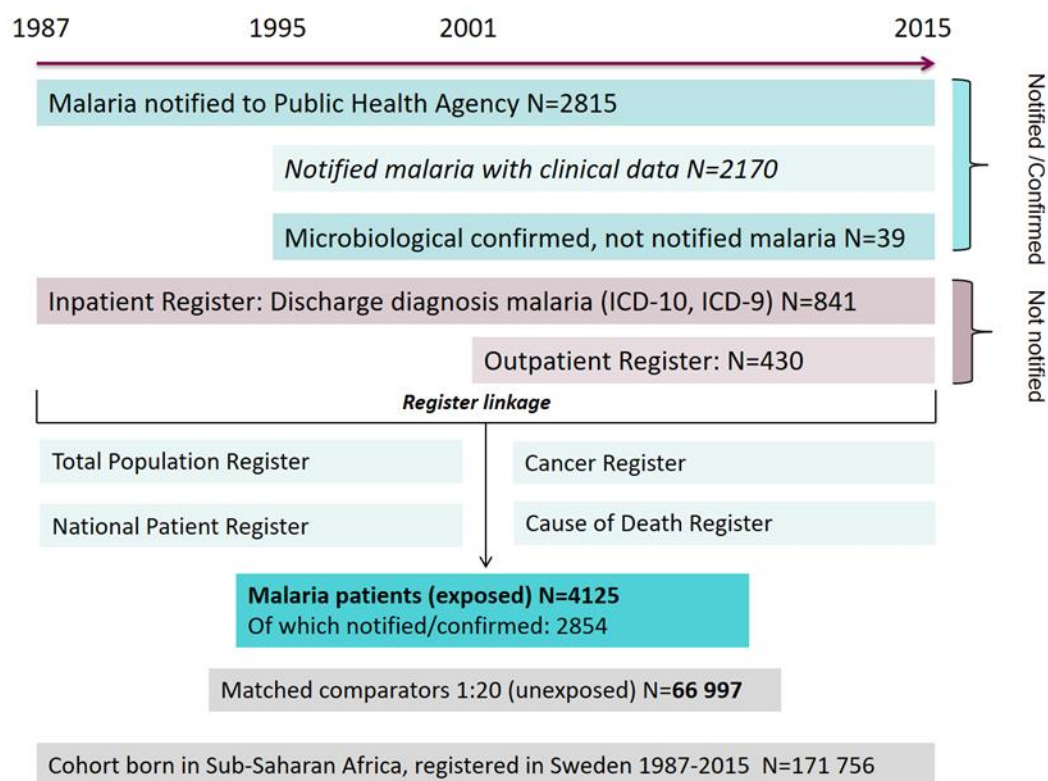 1987 1995 2001 2015
Malaria notified to Public Health Agency N=2815
Notified malaria with clinical data N=2170
Microbiological confirmed, not notified malaria N=39
Notified /Confirmed
Inpatient Register: Discharge diagnosis malaria (ICD-10, ICD-9) N=841
Outpatient Register: N=430
Not notified
Register linkage
Total Population Register
Cancer Register
National Patient Register
Cause of Death Register
Malaria patients (exposed) N=4125
Of which notified/confirmed: 2854
Matched comparators 1:20 (unexposed) N=66 997
Cohort born in Sub-Saharan Africa, registered in Sweden 1987-2015 N=171 756